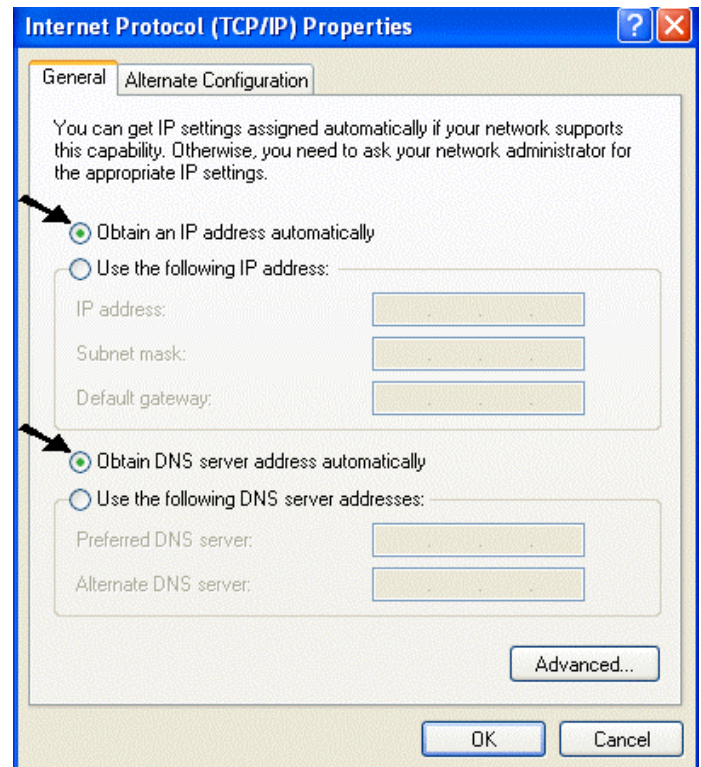 Internet Protocol (TCP/IP) Properties
General
Alternate Configuration
You can get IP settings assigned automatically if your network supports
this capability. Otherwise, you need to ask your network administrator for
the appropriate IP settings.
Obtain an IP address automatically
Use the following IP address:
IP address:
Subnet mask:
Default gateway:
Obtain DNS server address automatically
Use the following DNS server addresses:
Preferred DNS server:
Alternate DNS server:
Advanced...
OK
Cancel